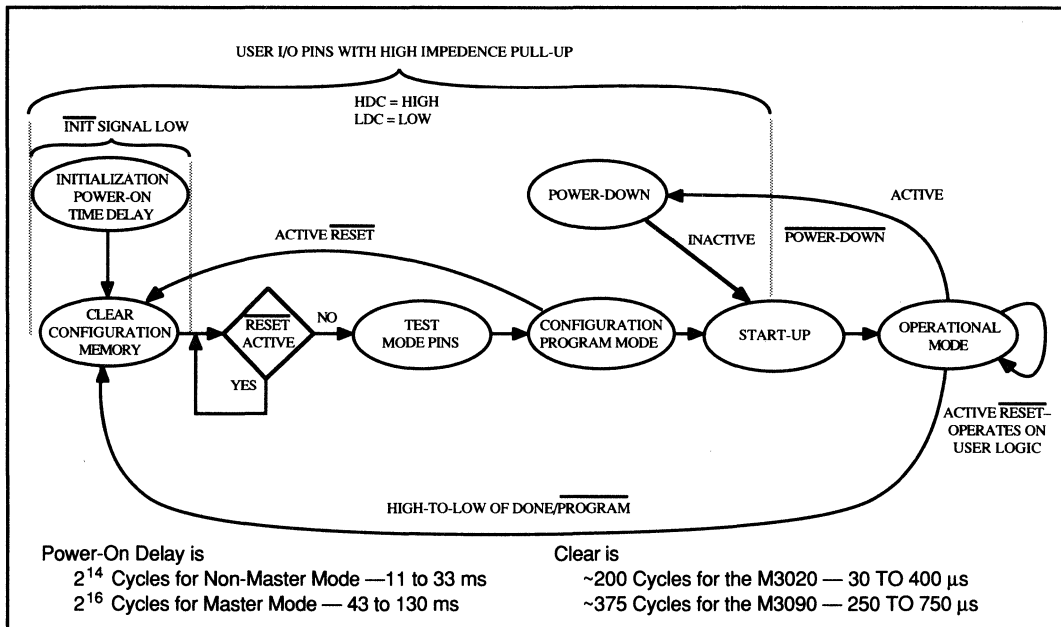 USER I/O PINS WITH HIGH IMPEDENCE PULL-UP
HDC = HIGH
LDC = LOW
INIT SIGNAL LOW
INITIALIZATION
POWER-ON
TIME DELAY
POWER-DOWN
ACTIVE
INACTIVE
POWER-DOWN
ACTIVE RESET
CLEAR
CONFIGURATION
MEMORY
RESET
ACTIVE
NO
YES
TEST
MODE PINS
CONFIGURATION
PROGRAM MODE
START-UP
OPERATIONAL
MODE
ACTIVE RESET–
OPERATES ON
USER LOGIC
HIGH-TO-LOW OF DONE/PROGRAM
Power-On Delay is
2¹⁴ Cycles for Non-Master Mode —11 to 33 ms
2¹⁶ Cycles for Master Mode — 43 to 130 ms
Clear is
~200 Cycles for the M3020 — 30 TO 400 µs
~375 Cycles for the M3090 — 250 TO 750 µs